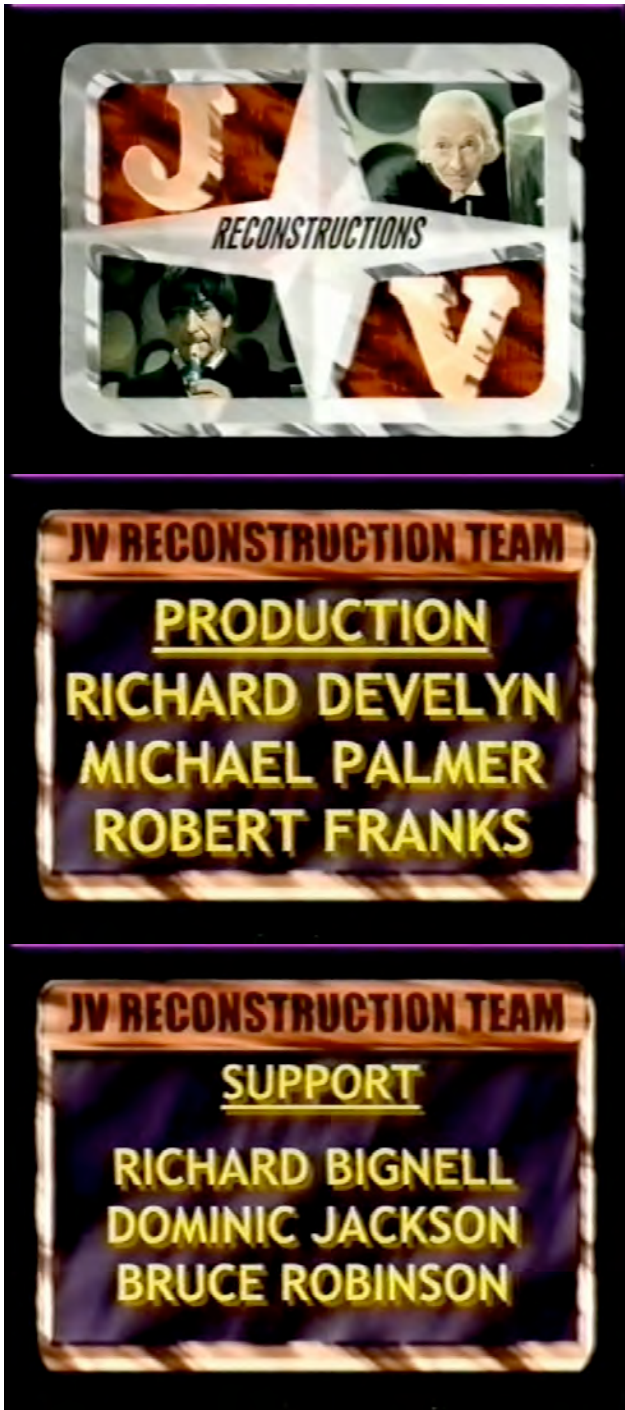 J
RECONSTRUCTIONS
V
JV RECONSTRUCTION TEAM
PRODUCTION
RICHARD DEVELYN
MICHAEL PALMER
ROBERT FRANKS
JV RECONSTRUCTION TEAM
SUPPORT
RICHARD BIGNELL
DOMINIC JACKSON
BRUCE ROBINSON